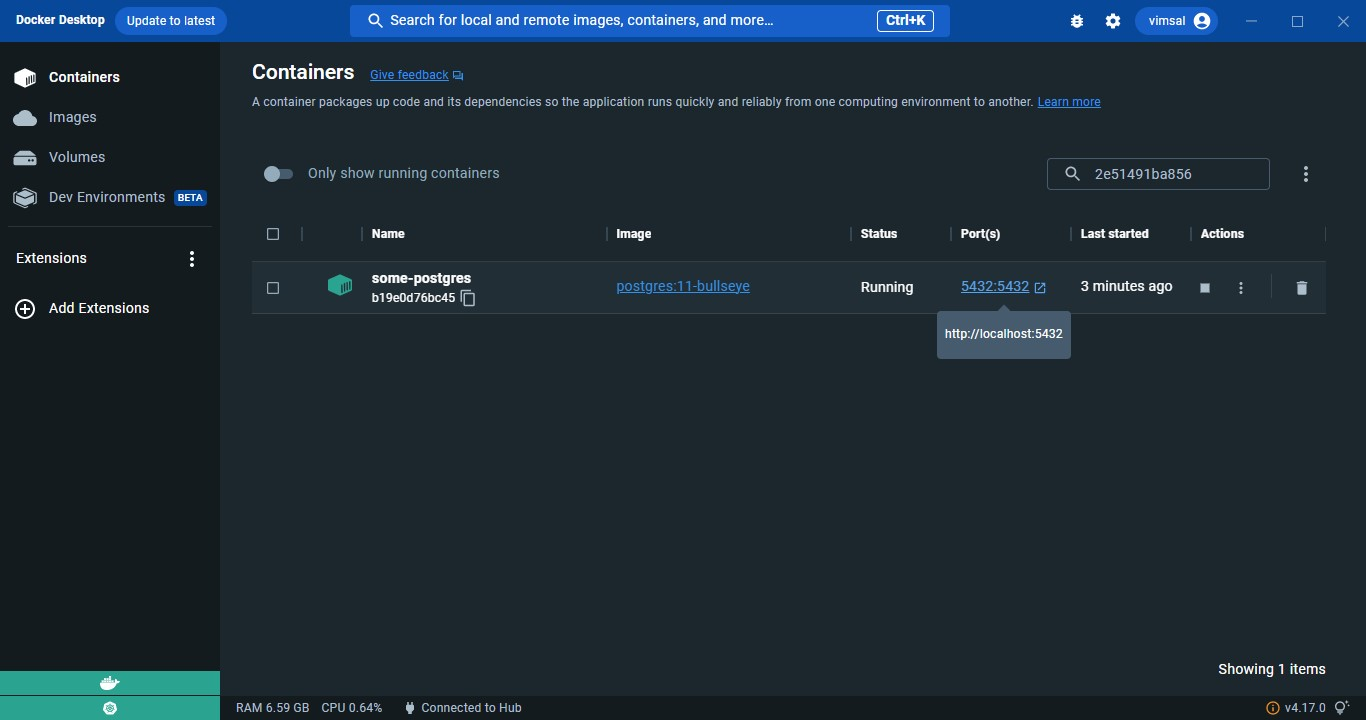 Docker Desktop
Update to latest
Search for local and remote images, containers, and more...
Ctrl+K
vimsal
Containers
Images
Volumes
Dev Environments BETA
Extensions
Add Extensions
Containers
Give feedback
A container packages up code and its dependencies so the application runs quickly and reliably from one computing environment to another. Learn more
Only show running containers
2e51491ba856
Name Image Status Port(s) Last started Actions
some-postgres
b19e0d76bc45
postgres:11-bullseye
Running
5432:5432
3 minutes ago
http://localhost:5432
Showing 1 items
RAM 6.59 GB CPU 0.64% Connected to Hub
v4.17.0